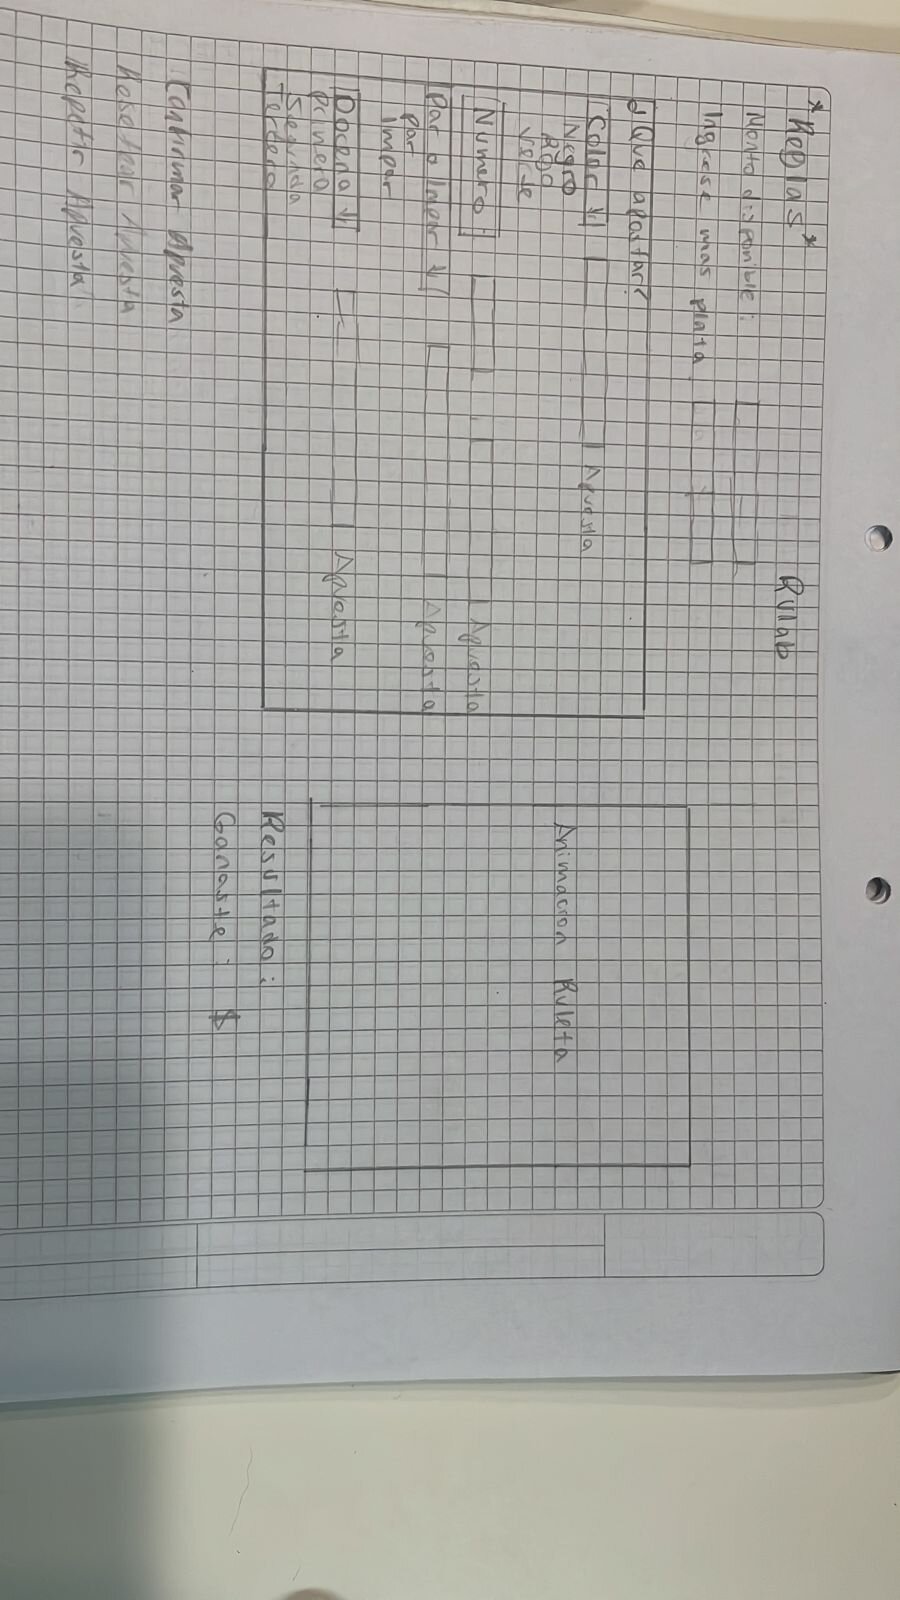 *Reglas*
Ruleta
Monto disponible:
Ingrese mas plata
¿Que apostar?
Color ↓ Apuesta
Negro
Rojo
Verde
Numero: Apuesta
Par o Impar ↓ Apuesta
par
Impar
Docena ↓ Apuesta
primera
Segunda
Tercera
Confirmar Apuesta
Resetear Apuesta
Repetir Apuesta
Animacion Ruleta
Resultado:
Ganaste: $